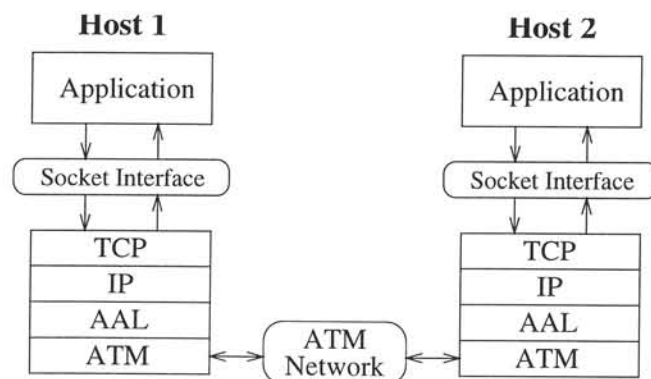 Host 1
Host 2
Application
Application
Socket Interface
Socket Interface
TCP
IP
AAL
ATM
ATM
Network
TCP
IP
AAL
ATM